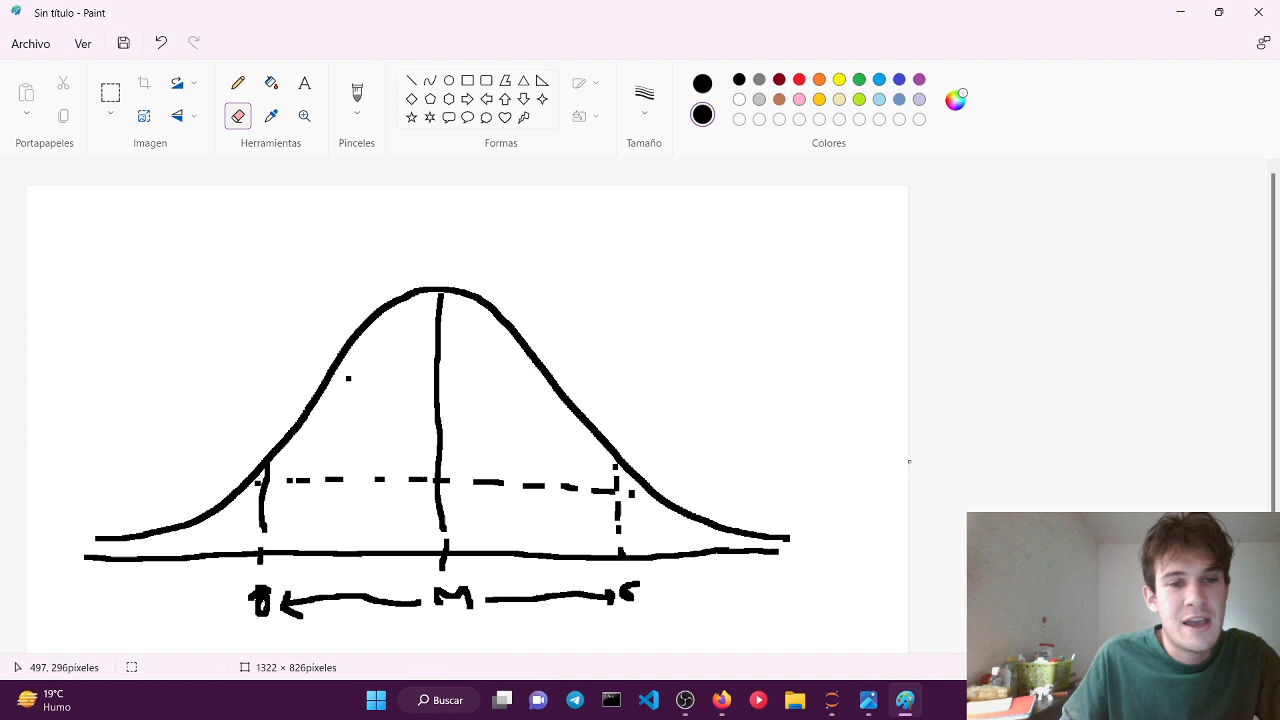 Sin título - Paint
Archivo
Ver
Portapapeles
Imagen
Herramientas
Pinceles
Formas
Tamaño
Colores
M
497, 296píxeles
1322 × 826píxeles
19°C
Humo
Buscar